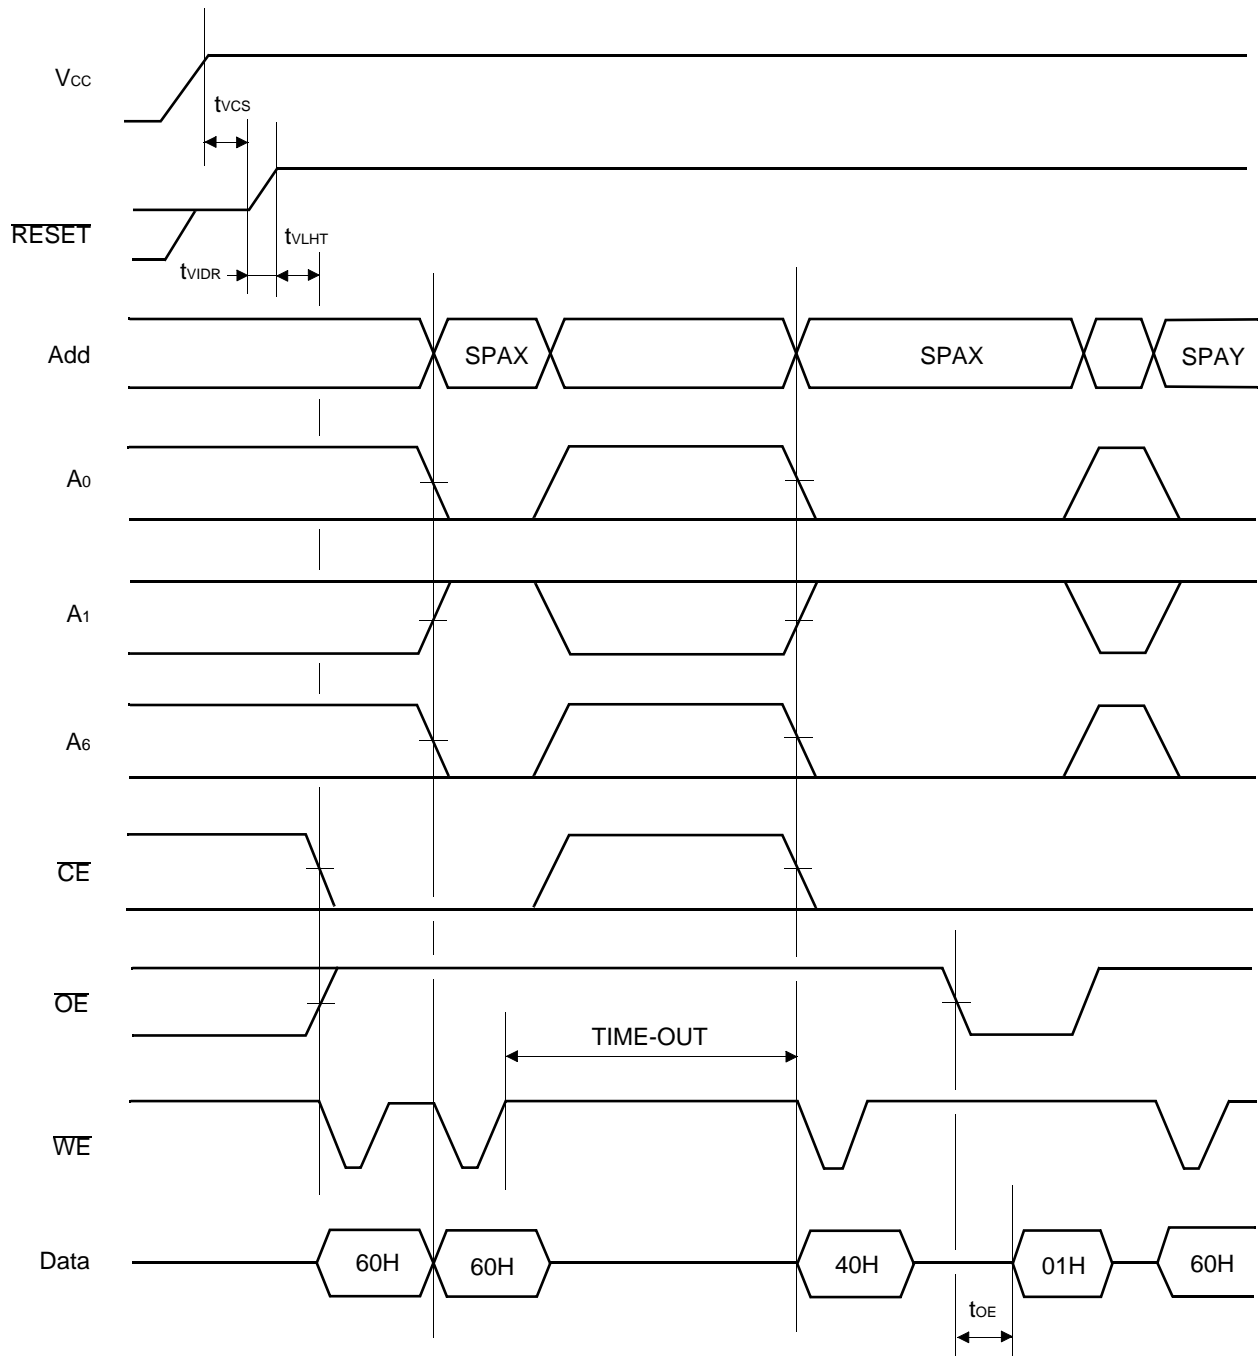 VCC
tVCS
RESET
tVLHT
tVIDR
Add
SPAX
SPAX
SPAY
A0
A1
A6
CE
OE
TIME-OUT
WE
Data
60H
60H
40H
01H
60H
tOE